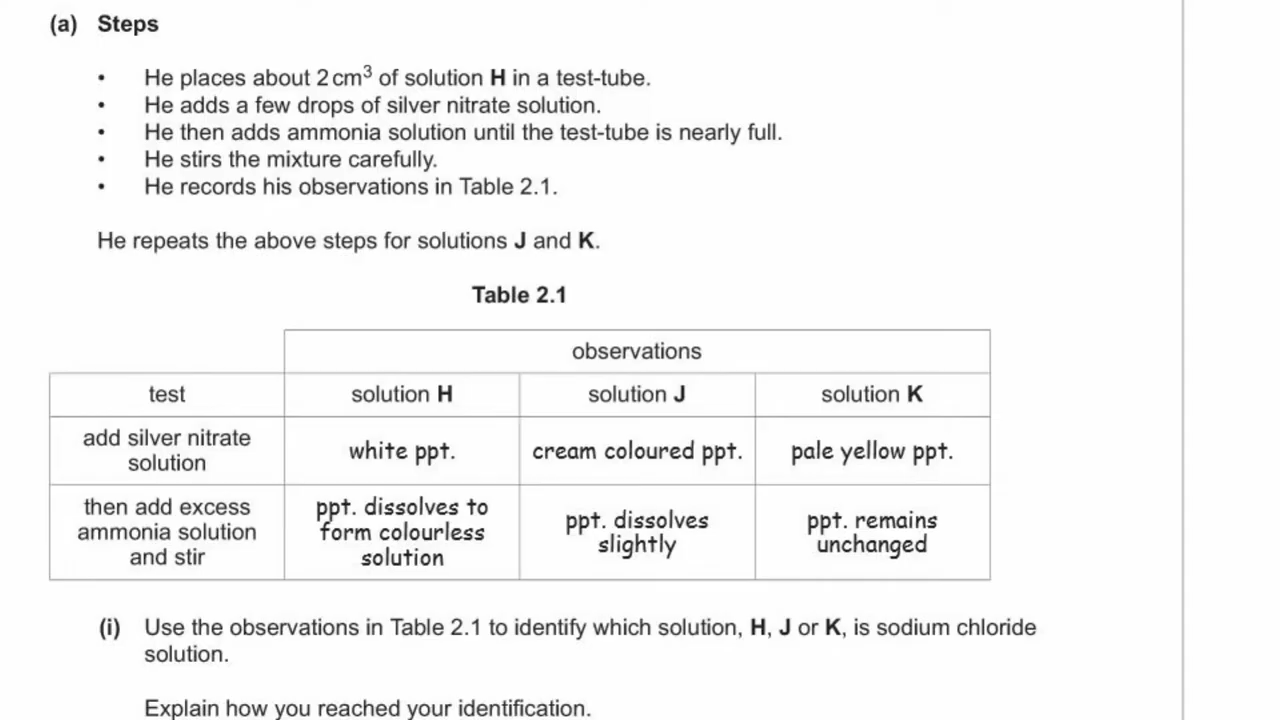 (a) Steps
• He places about 2 cm³ of solution H in a test-tube.
• He adds a few drops of silver nitrate solution.
• He then adds ammonia solution until the test-tube is nearly full.
• He stirs the mixture carefully.
• He records his observations in Table 2.1.
He repeats the above steps for solutions J and K.
Table 2.1
observations
test
solution H
solution J
solution K
add silver nitrate
solution
white ppt.
cream coloured ppt.
pale yellow ppt.
then add excess
ammonia solution
and stir
ppt. dissolves to
form colourless
solution
ppt. dissolves
slightly
ppt. remains
unchanged
(i) Use the observations in Table 2.1 to identify which solution, H, J or K, is sodium chloride
solution.
Explain how you reached your identification.